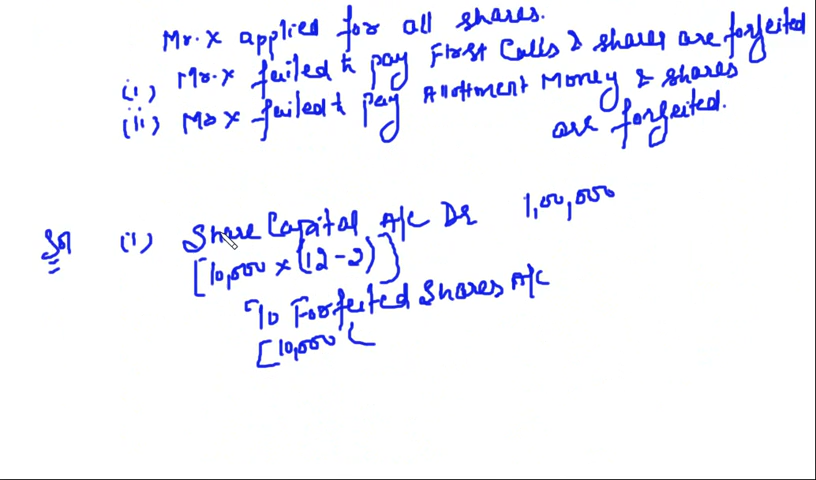 Mr. X applied for all shares.
(i) Mr. X failed to pay First Calls & shares are forfeited
(ii) Mr X failed to pay Allotment Money & shares
are forfeited.
Sol (i) Share Capital A/C Dr 1,00,000
[10,000 × (12-2)]
To Forfeited Shares A/C
[10,000 (